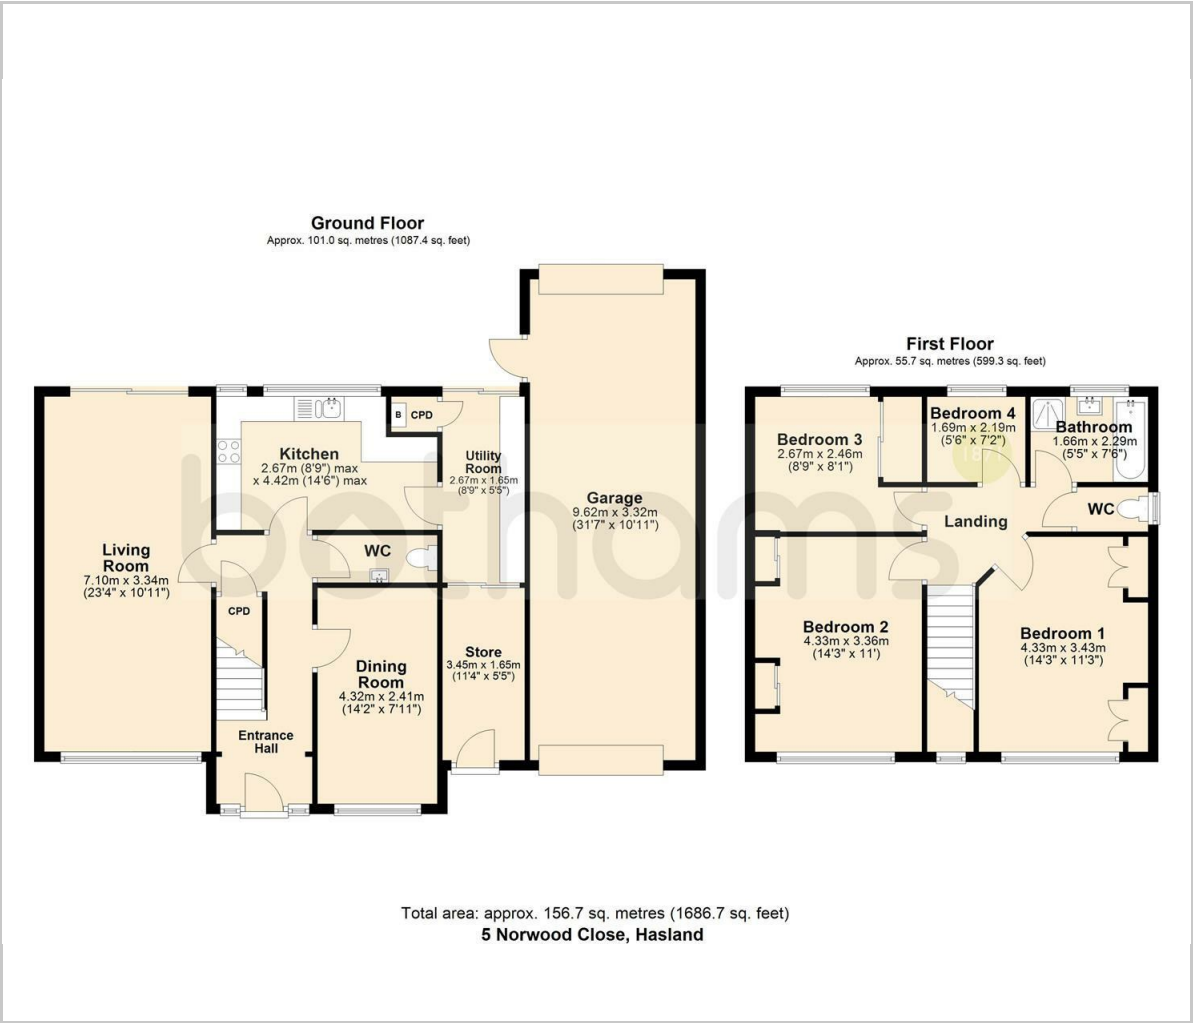 Ground Floor
Approx. 101.0 sq. metres (1087.4 sq. feet)
B
CPD
Kitchen
2.67m (8'9") max
x 4.42m (14'6") max
Utility
Room
2.67m x 1.65m
(8'9" x 5'5")
Garage
9.62m x 3.32m
(31'7" x 10'11")
Living
Room
7.10m x 3.34m
(23'4" x 10'11")
WC
CPD
Dining
Room
4.32m x 2.41m
(14'2" x 7'11")
Store
3.45m x 1.65m
(11'4" x 5'5")
Entrance
Hall
First Floor
Approx. 55.7 sq. metres (599.3 sq. feet)
Bedroom 3
2.67m x 2.46m
(8'9" x 8'1")
Bedroom 4
1.69m x 2.19m
(5'6" x 7'2")
Bathroom
1.66m x 2.29m
(5'5" x 7'6")
Landing
WC
Bedroom 2
4.33m x 3.36m
(14'3" x 11')
Bedroom 1
4.33m x 3.43m
(14'3" x 11'3")
bothams
1871
Total area: approx. 156.7 sq. metres (1686.7 sq. feet)
5 Norwood Close, Hasland